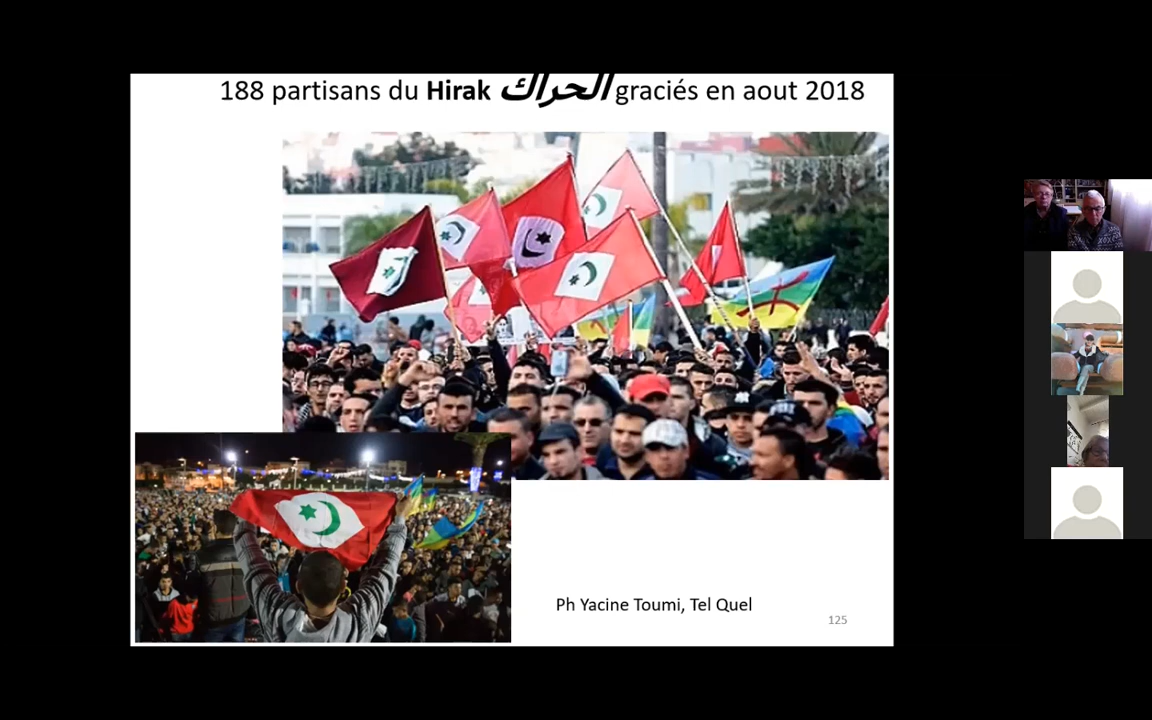 188 partisans du Hirak الحراك graciés en aout 2018
Ph Yacine Toumi, Tel Quel
125